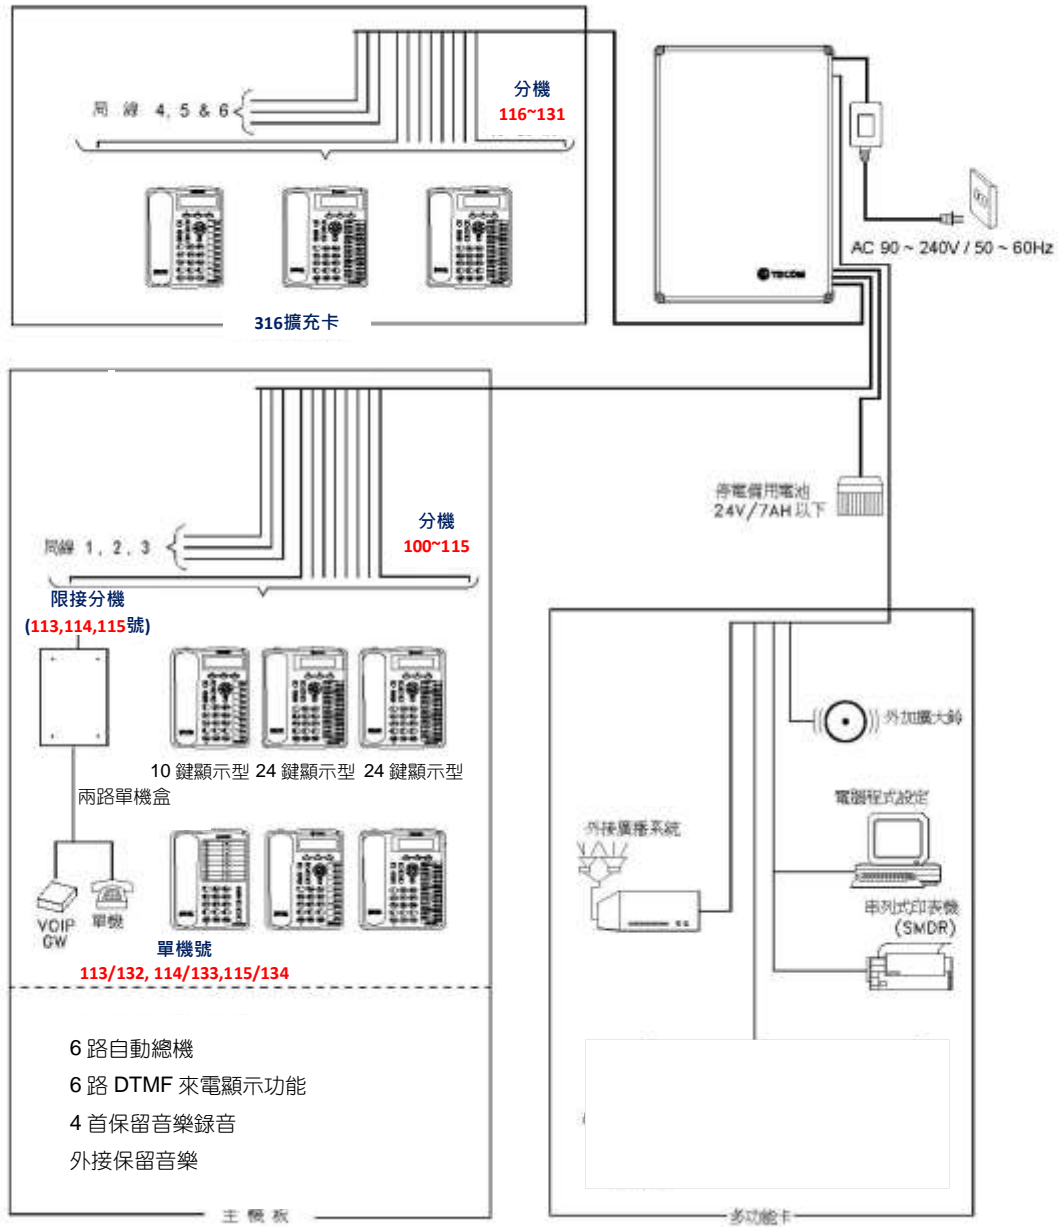 局線 4, 5 & 6
分機
116~131
316擴充卡
TECOM
AC 90 ~ 240V / 50 ~ 60Hz
停電備用電池
24V/7AH 以下
局線 1, 2, 3
分機
100~115
限接分機
(113,114,115號)
10 鍵顯示型 24 鍵顯示型 24 鍵顯示型
兩路單機盒
VOIP
GW
單機
單機號
113/132, 114/133,115/134
6 路自動總機
6 路 DTMF 來電顯示功能
4 首保留音樂錄音
外接保留音樂
主機板
外加擴大鈴
電腦程式設定
外接廣播系統
串列式印表機
(SMDR)
多功能卡